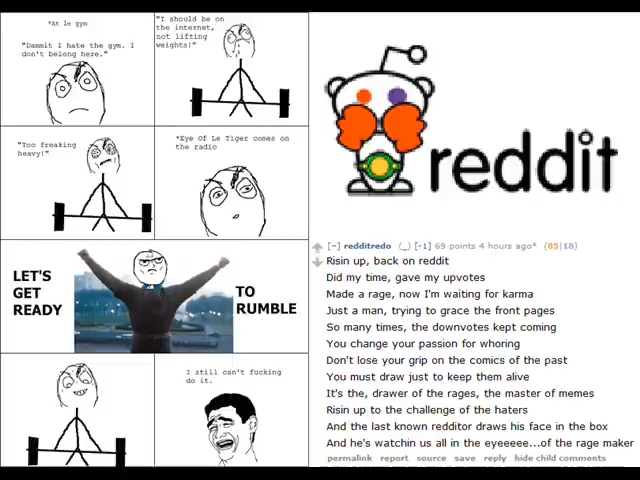 *At le gym
"Dammit I hate the gym. I
don't belong here."
"I should be on
the internet,
not lifting
weights!"
"Too freaking
heavy!"
*Eye Of Le Tiger comes on
the radio
LET'S
GET
READY
TO
RUMBLE
I still can't fucking
do it.
reddit
[–] redditredo (_) [-1] 69 points 4 hours ago* (85|18)
Risin up, back on reddit
Did my time, gave my upvotes
Made a rage, now I'm waiting for karma
Just a man, trying to grace the front pages
So many times, the downvotes kept coming
You change your passion for whoring
Don't lose your grip on the comics of the past
You must draw just to keep them alive
It's the, drawer of the rages, the master of memes
Risin up to the challenge of the haters
And the last known redditor draws his face in the box
And he's watchin us all in the eyeeeee...of the rage maker
permalink report source save reply hide child comments